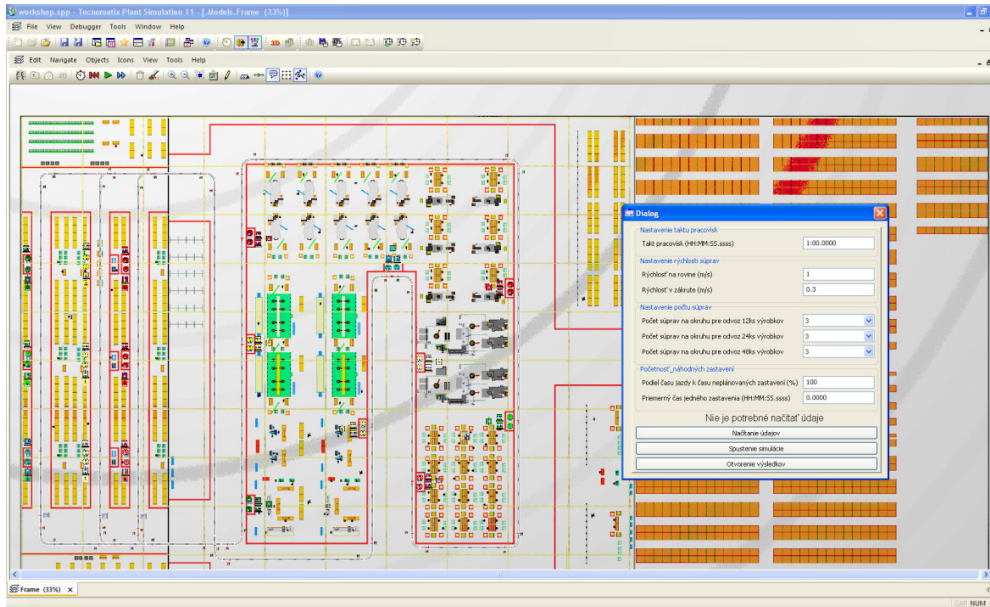 workshop.spp - Tecnomatix Plant Simulation 11 - [.Models.Frame (33%)]
File View Debugger Tools Window Help
Edit Navigate Objects Icons View Tools Help
Dialog
Nastavenie taktu pracovísk
Takt pracovísk (HH:MM:SS.ssss) 1:00.0000
Nastavenie rýchlosti súprav
Rýchlosť na rovine (m/s) 1
Rýchlosť v zákrute (m/s) 0.3
Nastavenie počtu súprav
Počet súprav na okruhu pre odvoz 12ks výrobkov 3
Počet súprav na okruhu pre odvoz 24ks výrobkov 3
Počet súprav na okruhu pre odvoz 48ks výrobkov 3
Početnosť_náhodných zastavení
Podiel času jazdy k času neplánovaných zastavení (%) 100
Priemerný čas jedného zastavenia (HH:MM:SS.ssss) 0.0000
Nie je potrebné načítať údaje
Načítanie údajov
Spustenie simulácie
Otvorenie výsledkov
Frame (33%) x
CAP NUM